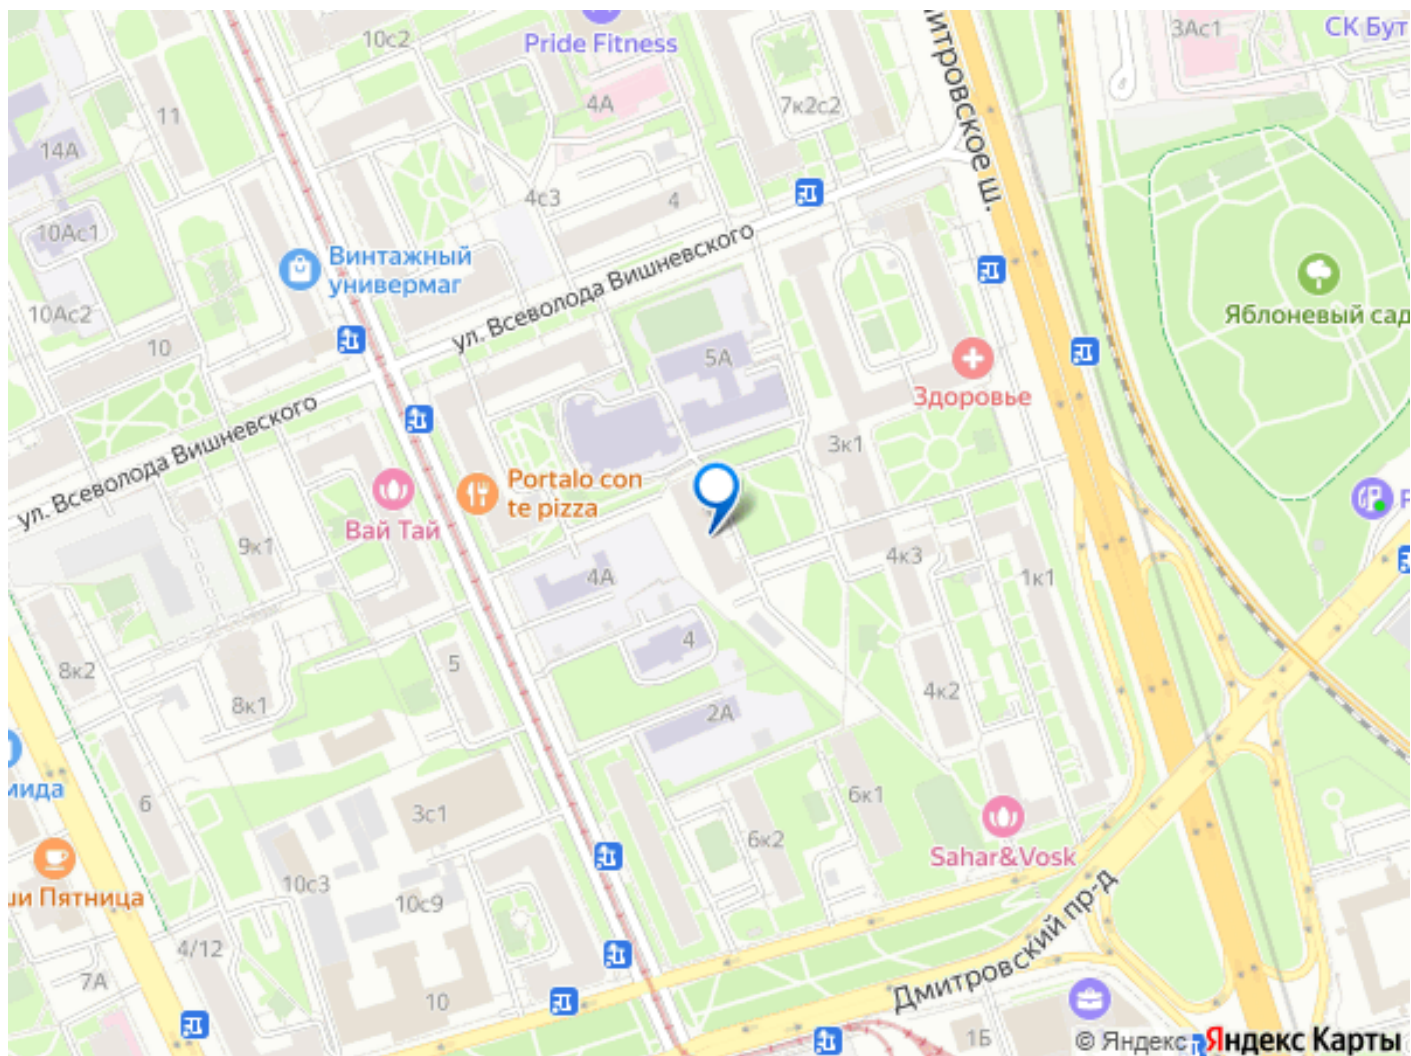 10с2
Pride Fitness
3Ас1
СК Бут
4А
7к2с2
11
14А
4с3
4
Дмитровское ш.
10Ас1
Винтажный
универмаг
ул. Всеволода Вишневского
10Ас2
Яблоневый сад
10
5А
Здоровье
ул. Всеволода Вишневского
3к1
Portalo con
te pizza
Вай Тай
9к1
4А
4к3
1к1
4
5
8к2
8к1
4к2
2А
мида
6
3с1
6к1
6к2
Sahar&Vosk
ши Пятница
10с3
10с9
Дмитровский пр-д
4/12
7А
10
1Б
© Яндекс
Яндекс Карты